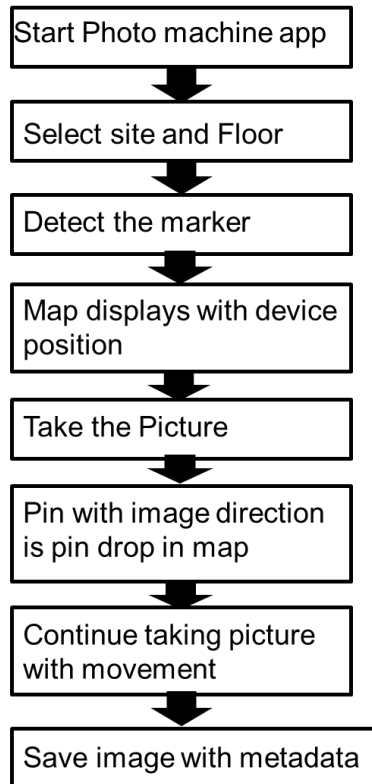 Start Photo machine app
Select site and Floor
Detect the marker
Map displays with device
position
Take the Picture
Pin with image direction
is pin drop in map
Continue taking picture
with movement
Save image with metadata